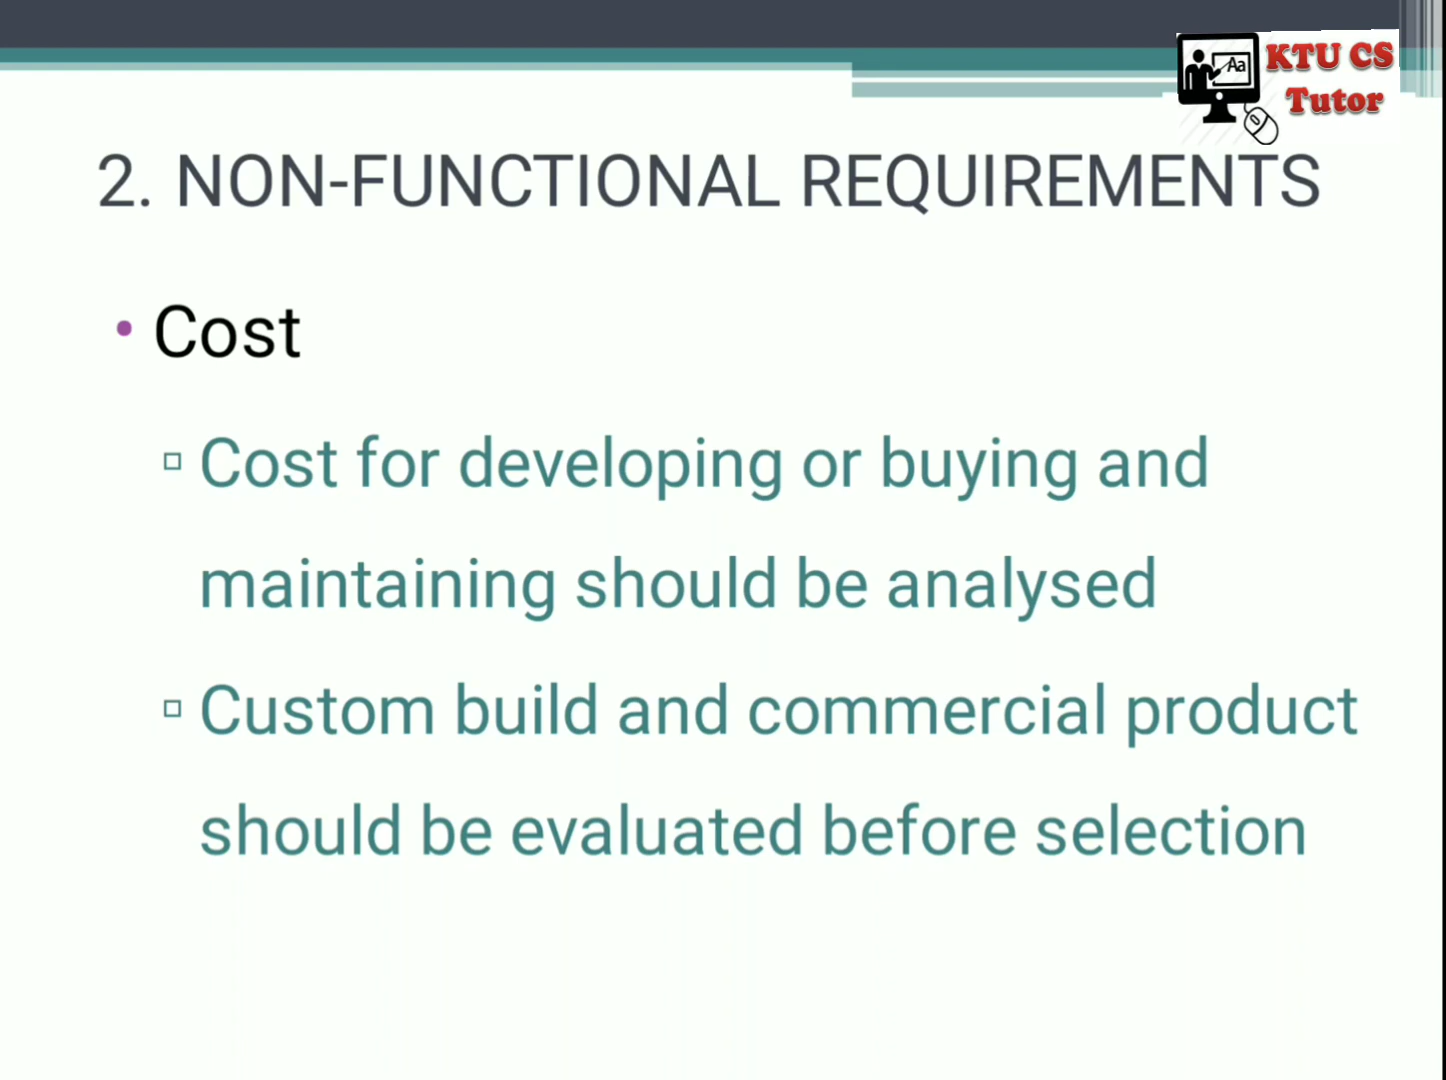 Aa
KTU CS
Tutor
2. NON-FUNCTIONAL REQUIREMENTS
• Cost
▫ Cost for developing or buying and
maintaining should be analysed
▫ Custom build and commercial product
should be evaluated before selection